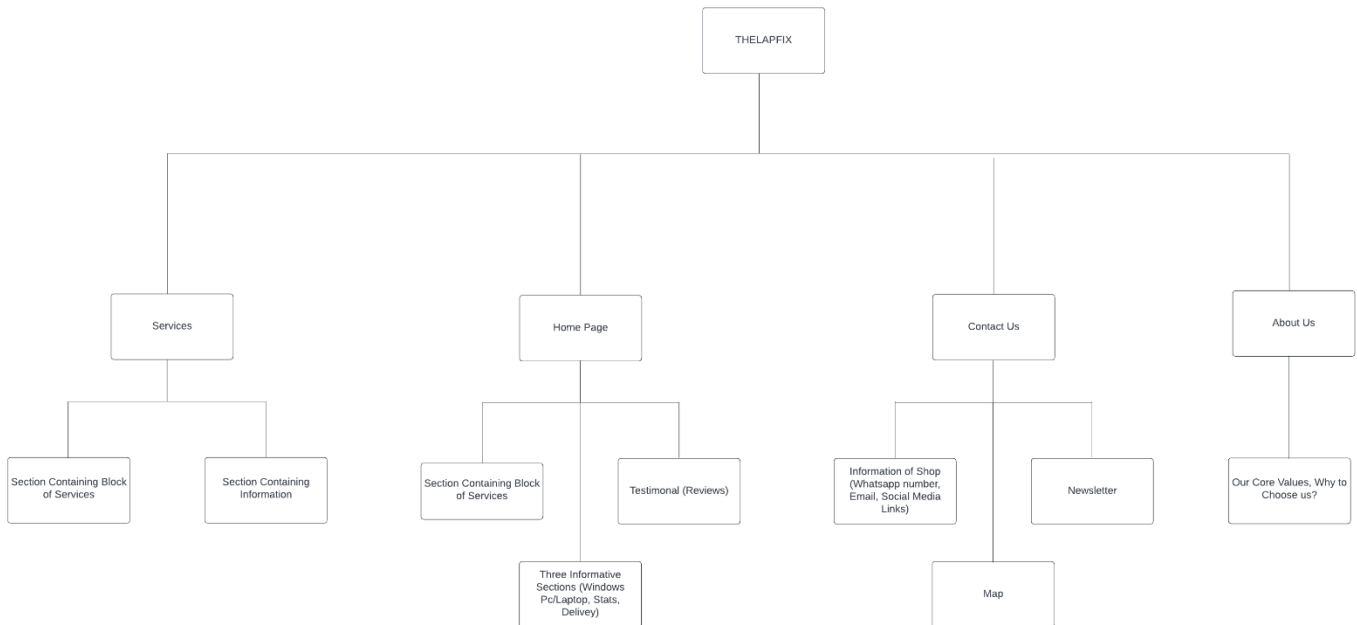 THELAPFIX
Services
Home Page
Contact Us
About Us
Section Containing Block
of Services
Section Containing
Information
Section Containing Block
of Services
Testimonal (Reviews)
Information of Shop
(Whatsapp number,
Email, Social Media
Links)
Newsletter
Our Core Values, Why to
Choose us?
Three Informative
Sections (Windows
Pc/Laptop, Stats,
Delivey)
Map